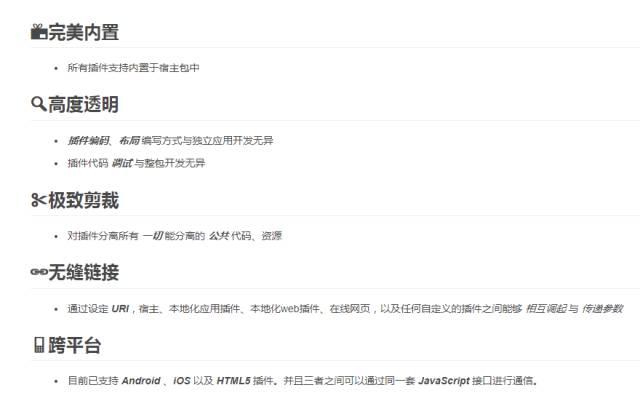 完美内置
所有插件支持内置于宿主包中
高度透明
插件编码、布局 编写方式与独立应用开发无异
插件代码 调试 与整包开发无异
极致剪裁
对插件分离所有 一切 能分离的 公共 代码、资源
无缝链接
通过设定 URI，宿主、本地化应用插件、本地化web插件、在线网页，以及任何自定义的插件之间能够 相互调起 与 传递参数
跨平台
目前已支持 Android 、iOS 以及 HTML5 插件。并且三者之间可以通过同一套 JavaScript 接口进行通信。